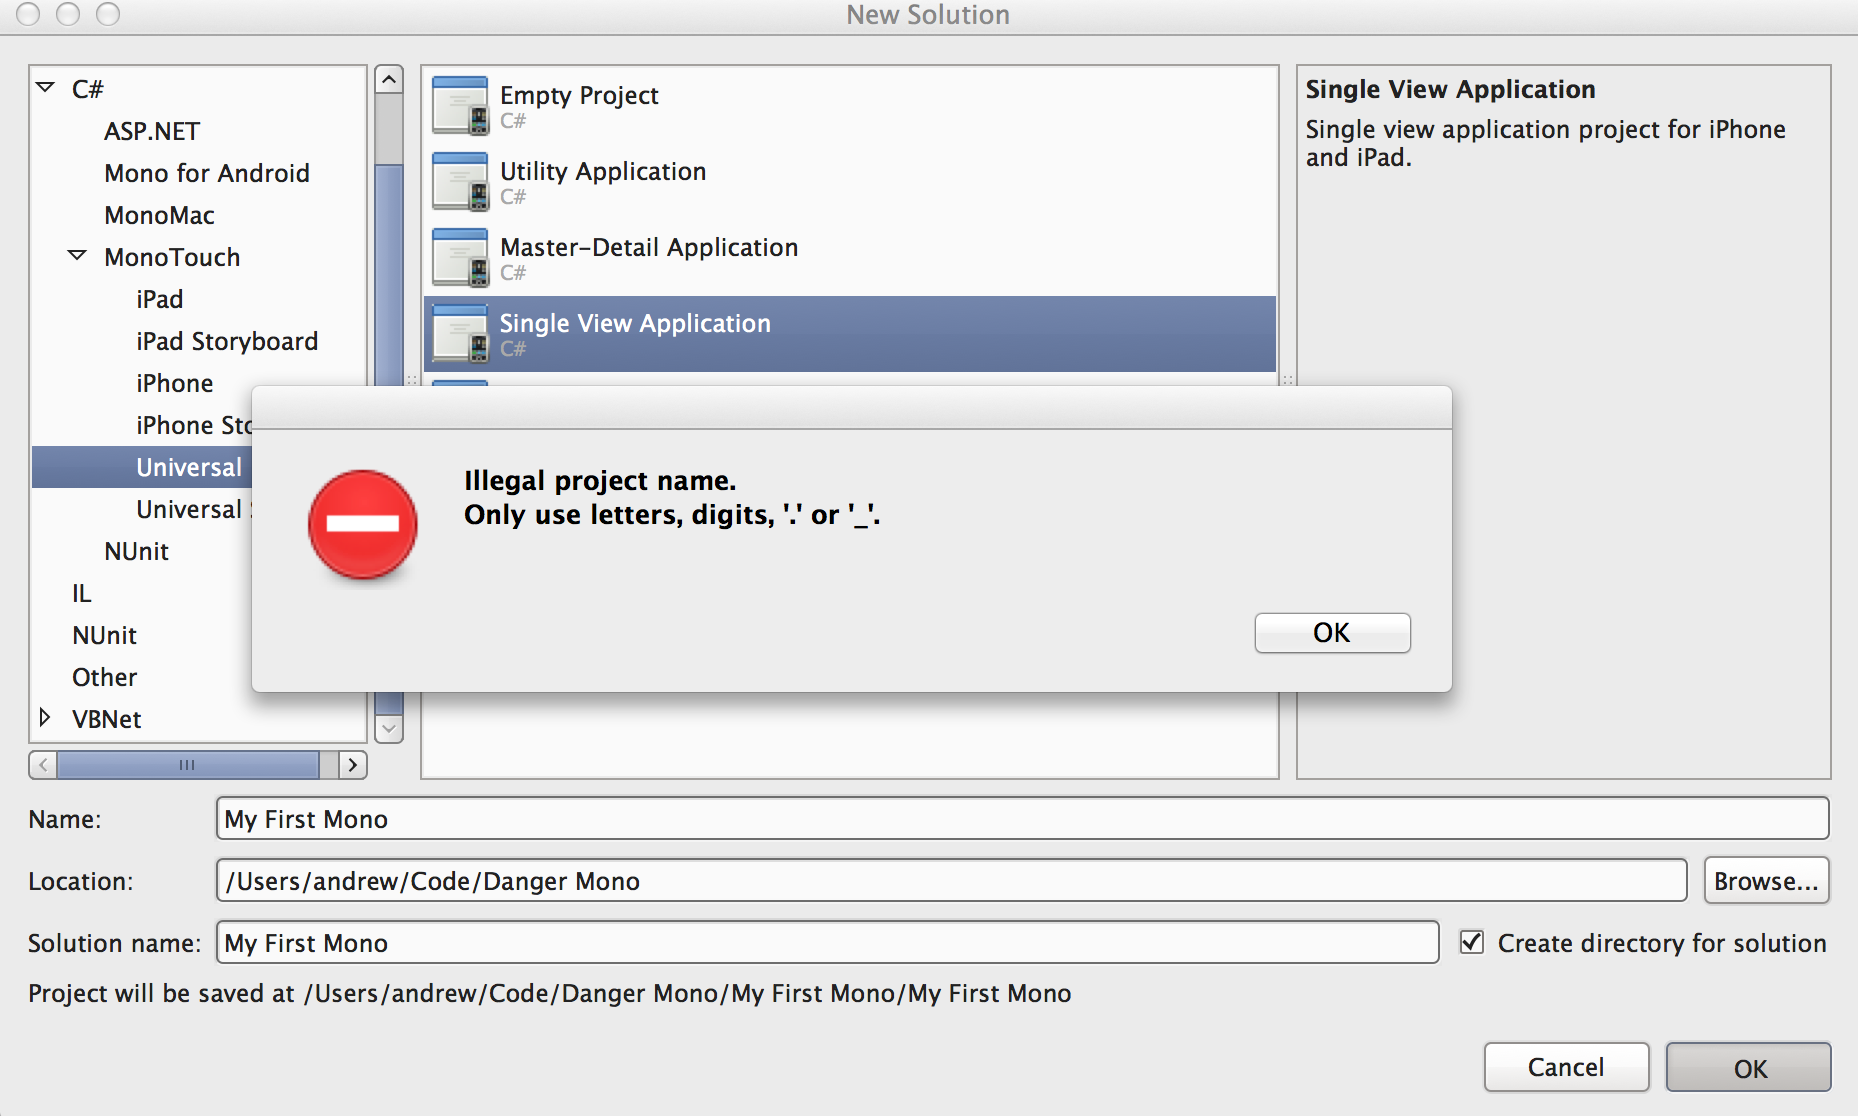 New Solution
C#
ASP.NET
Mono for Android
MonoMac
MonoTouch
iPad
iPad Storyboard
iPhone
iPhone Sto
Universal
Universal
NUnit
IL
NUnit
Other
VBNet
Empty Project
C#
Utility Application
C#
Master-Detail Application
C#
Single View Application
C#
Single View Application
Single view application project for iPhone
and iPad.
Illegal project name.
Only use letters, digits, '.' or '_'.
OK
Name:
My First Mono
Location:
/Users/andrew/Code/Danger Mono
Browse...
Solution name:
My First Mono
Create directory for solution
Project will be saved at /Users/andrew/Code/Danger Mono/My First Mono/My First Mono
Cancel
OK